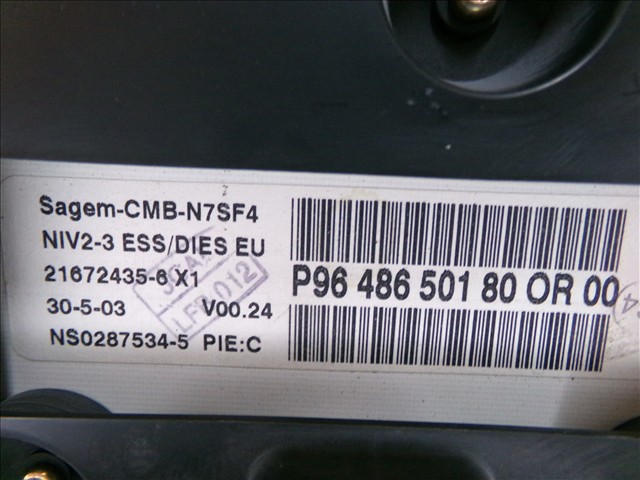 Sagem-CMB-N7SF4
NIV2-3 ESS/DIES EU
21672435-6 X1
30-5-03 V00.24
NS0287534-5 PIE:C
P96 486 501 80 OR 00